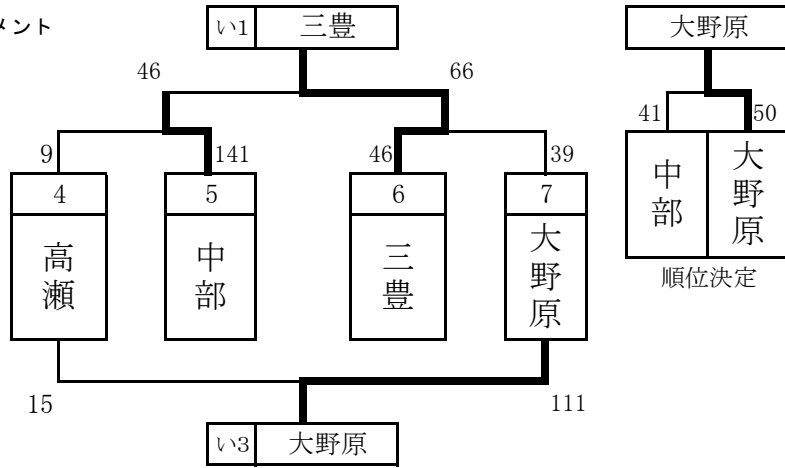 メント
い1 三豊
大野原
46 66
41 50
9 141 46 39
4 5 6 7
高瀬 中部 三豊 大野原
中部 大野原
順位決定
15 111
い3 大野原